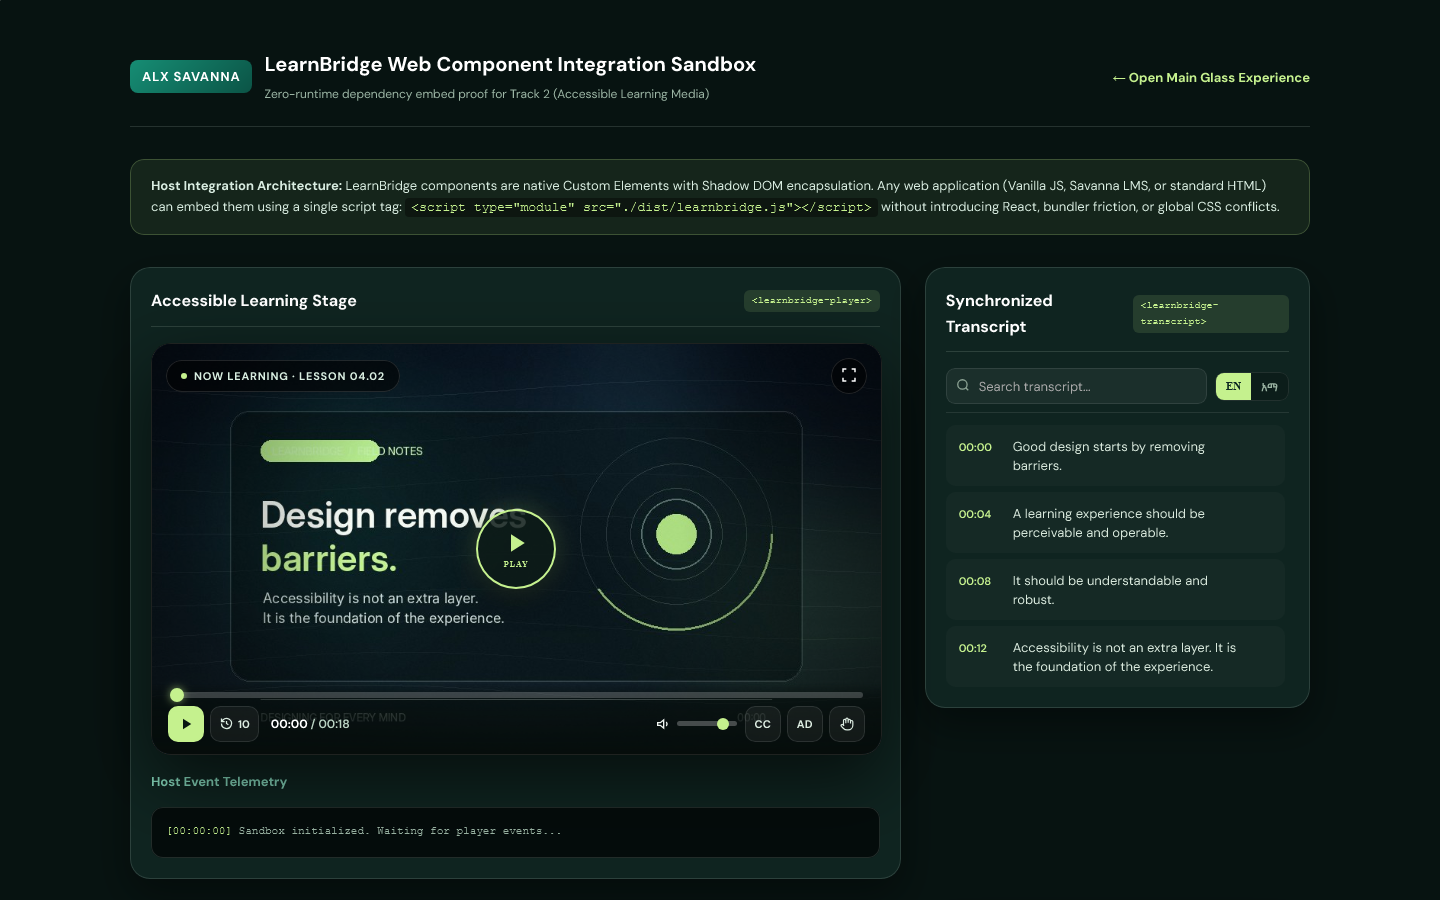 ALX SAVANNA
LearnBridge Web Component Integration Sandbox
Zero-runtime dependency embed proof for Track 2 (Accessible Learning Media)
← Open Main Glass Experience
Host Integration Architecture: LearnBridge components are native Custom Elements with Shadow DOM encapsulation. Any web application (Vanilla JS, Savanna LMS, or standard HTML)
can embed them using a single script tag: <script type="module" src="./dist/learnbridge.js"></script> without introducing React, bundler friction, or global CSS conflicts.
Accessible Learning Stage
<learnbridge-player>
NOW LEARNING · LESSON 04.02
NOTES
Design removes
barriers.
PLAY
Accessibility is not an extra layer.
It is the foundation of the experience.
DESIGNING FOR EVERY MIND
00:00
10
00:00 / 00:18
CC
AD
Host Event Telemetry
[00:00:00] Sandbox initialized. Waiting for player events...
Synchronized
Transcript
<learnbridge-
transcript>
Search transcript...
EN
አማ
00:00
Good design starts by removing
barriers.
00:04
A learning experience should be
perceivable and operable.
00:08
It should be understandable and
robust.
00:12
Accessibility is not an extra layer. It is
the foundation of the experience.